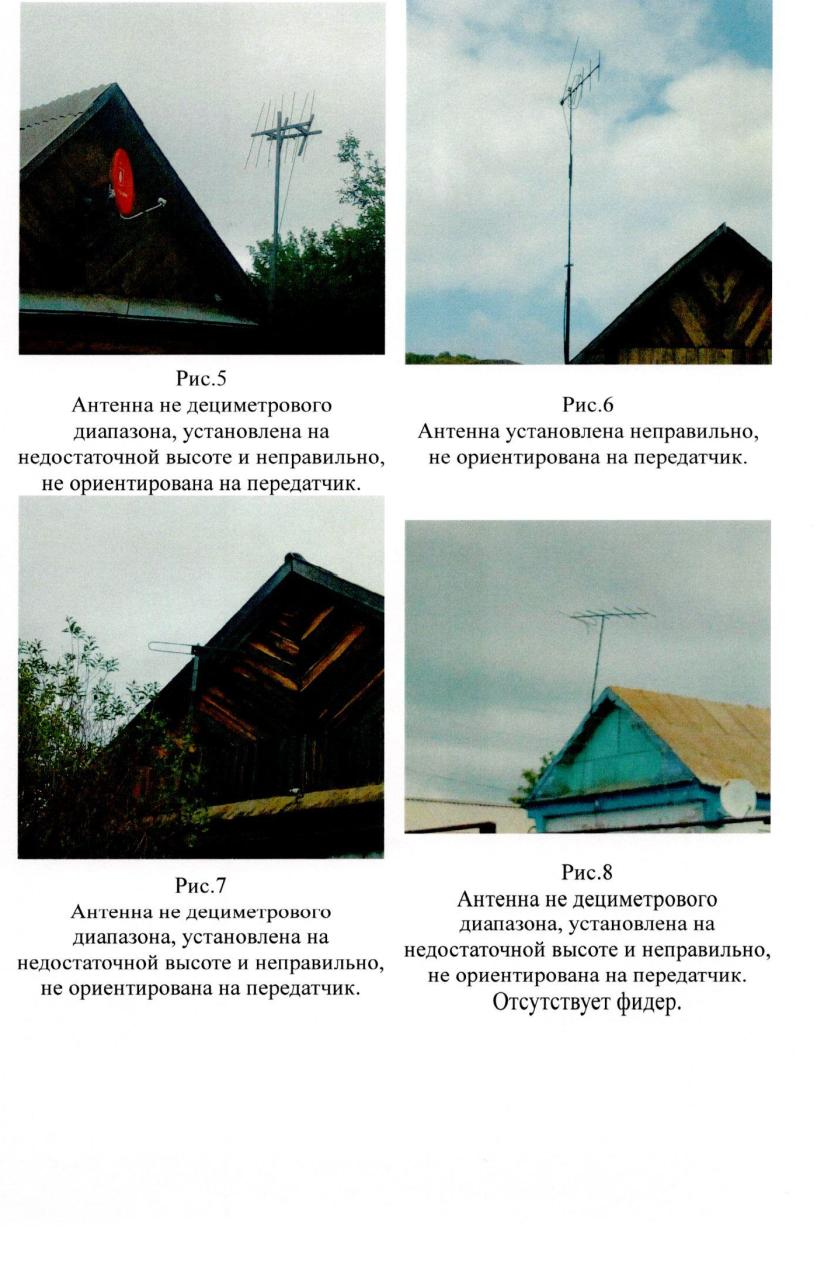 Рис.5
Антенна не дециметрового
диапазона, установлена на
недостаточной высоте и неправильно,
не ориентирована на передатчик.
Рис.6
Антенна установлена неправильно,
не ориентирована на передатчик.
Рис.7
Антенна не дециметрового
диапазона, установлена на
недостаточной высоте и неправильно,
не ориентирована на передатчик.
Рис.8
Антенна не дециметрового
диапазона, установлена на
недостаточной высоте и неправильно,
не ориентирована на передатчик.
Отсутствует фидер.